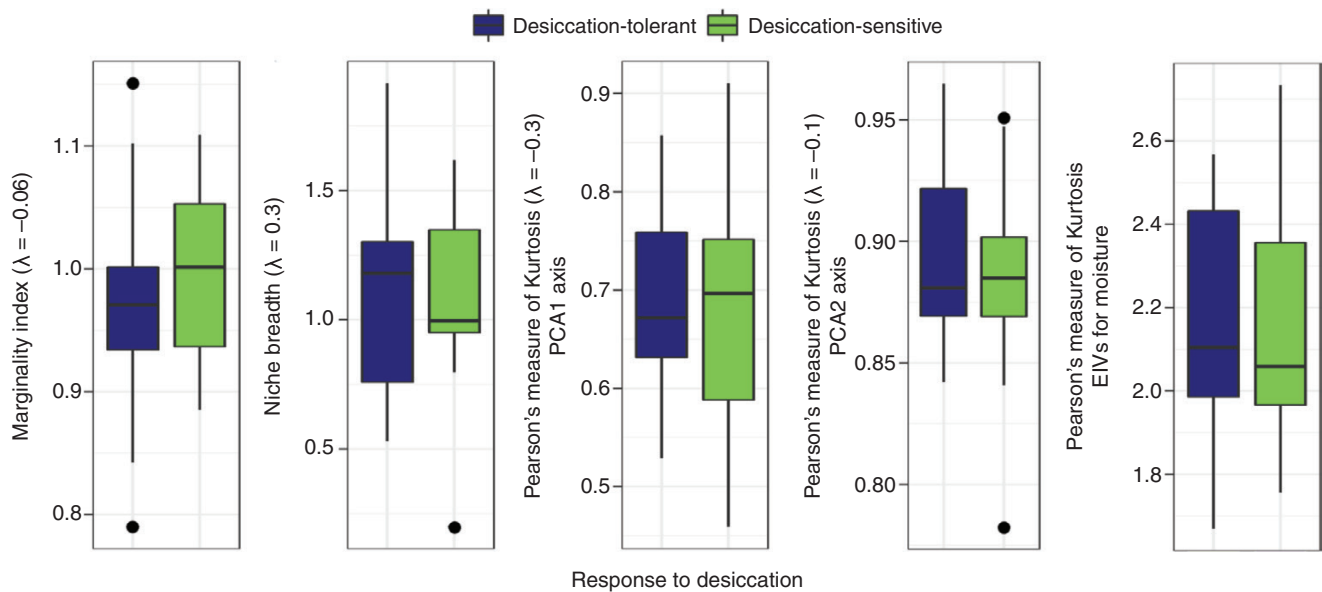 Desiccation-tolerant Desiccation-sensitive
Marginality index (λ = −0.06)
1.1
1.0
0.9
0.8
Niche breadth (λ = 0.3)
1.5
1.0
0.5
Pearson's measure of Kurtosis (λ = −0.3)
PCA1 axis
0.9
0.8
0.7
0.6
0.5
Pearson's measure of Kurtosis (λ = −0.1)
PCA2 axis
0.95
0.90
0.85
0.80
Pearson's measure of Kurtosis
EIVs for moisture
2.6
2.4
2.2
2.0
1.8
Response to desiccation